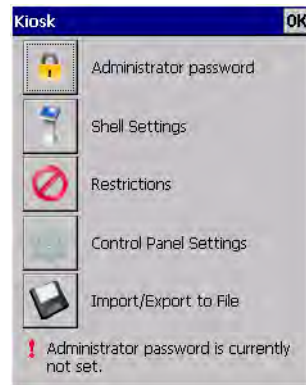 Kiosk OK
Administrator password
Shell Settings
Restrictions
Control Panel Settings
Import/Export to File
! Administrator password is currently
not set.